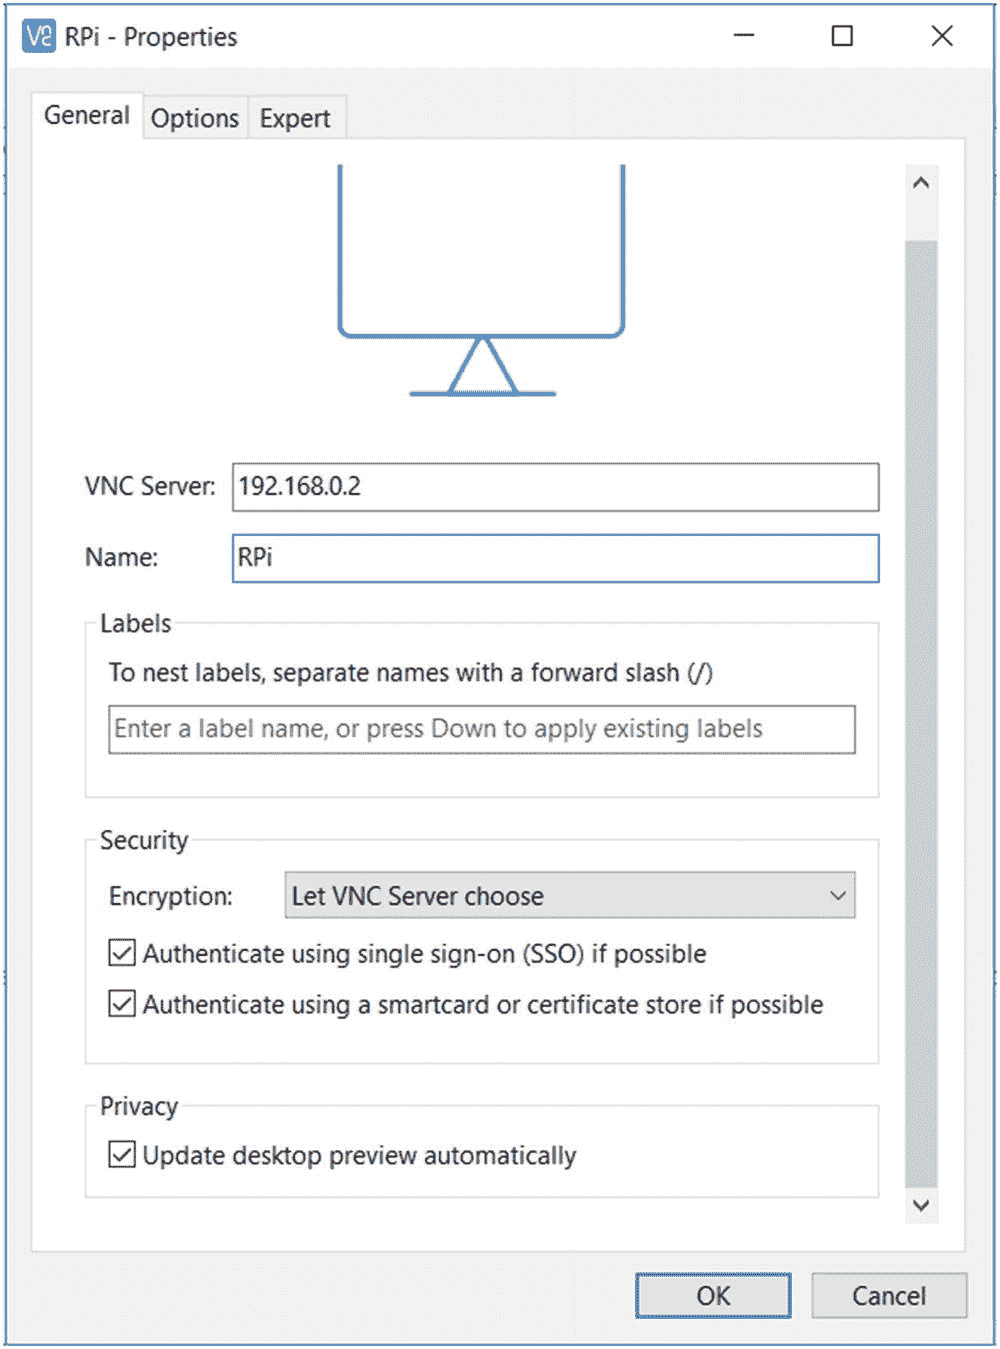 V2 RPi - Properties
General Options Expert
VNC Server: 192.168.0.2
Name: RPi
Labels
To nest labels, separate names with a forward slash (/)
Enter a label name, or press Down to apply existing labels
Security
Encryption: Let VNC Server choose
Authenticate using single sign-on (SSO) if possible
Authenticate using a smartcard or certificate store if possible
Privacy
Update desktop preview automatically
OK Cancel